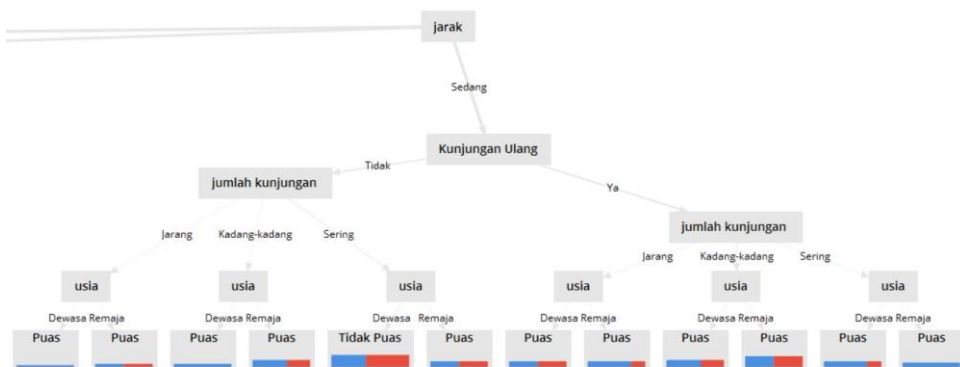 jarak
Sedang
Kunjungan Ulang
Tidak
Ya
jumlah kunjungan
jumlah kunjungan
Jarang Kadang-kadang Sering
Jarang Kadang-kadang Sering
usia usia usia usia usia usia
Dewasa Remaja Dewasa Remaja Dewasa Remaja Dewasa Remaja Dewasa Remaja Dewasa Remaja
Puas Puas Puas Puas Tidak Puas Puas Puas Puas Puas Puas Puas Puas